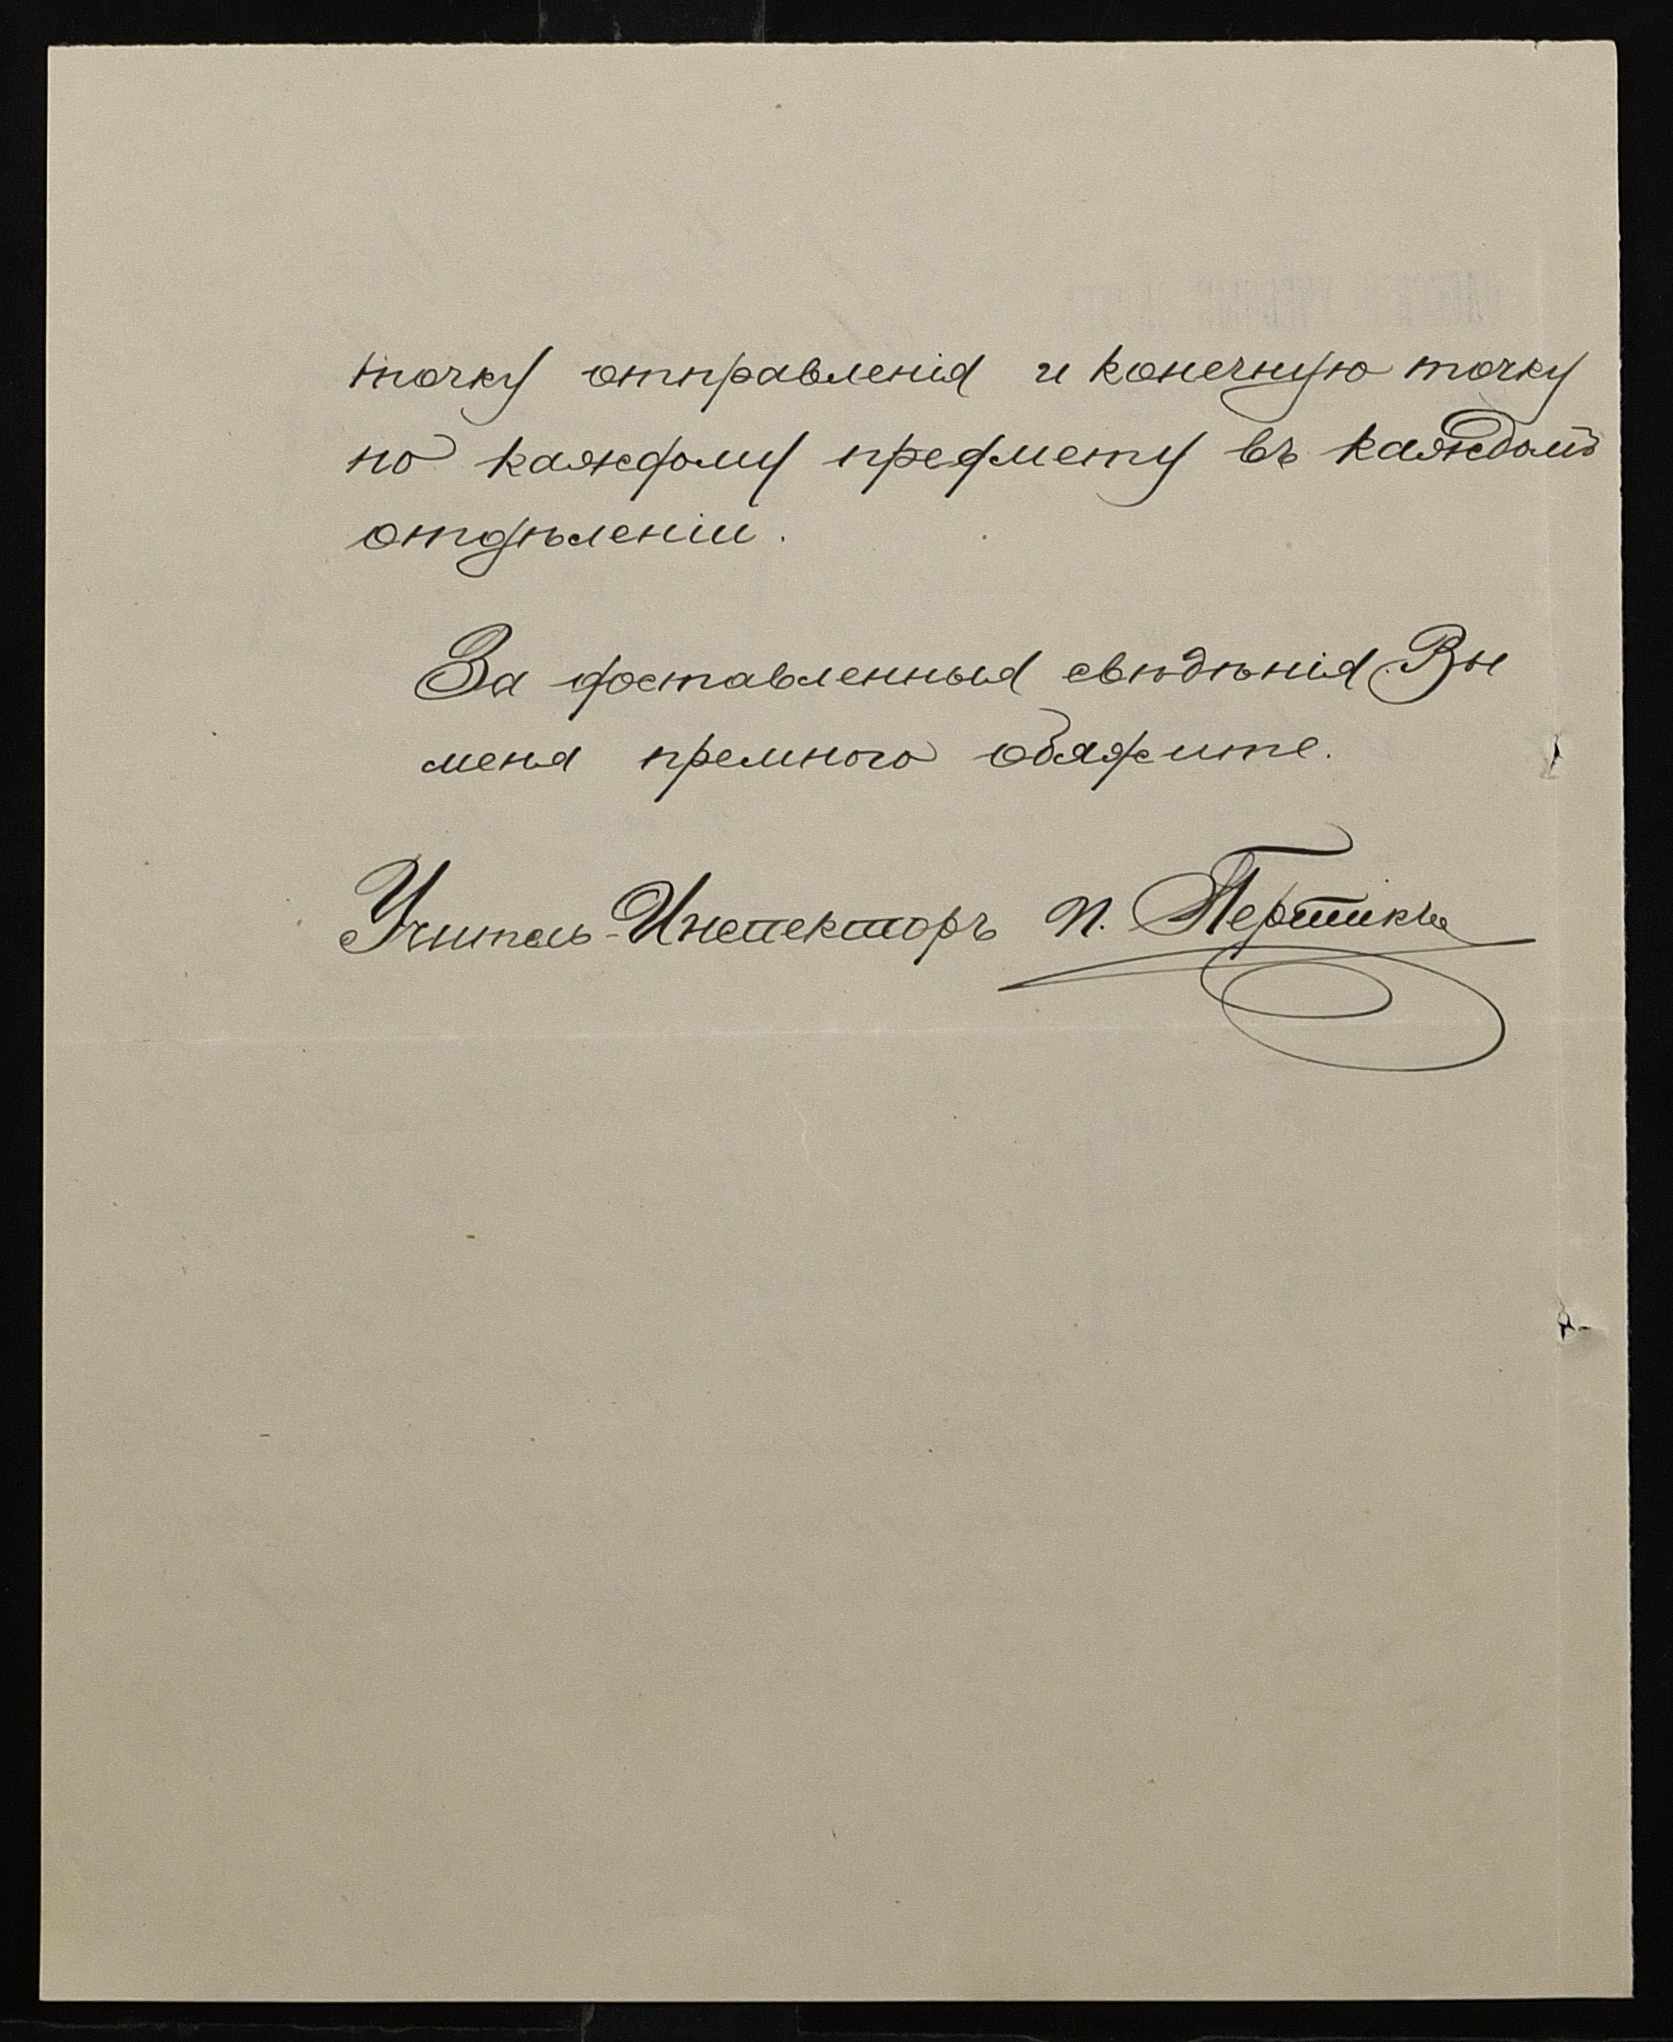 точку отправленія и конечную точку
по каждому предмету въ каждомъ
отдѣленіи.
За доставленныя свѣдѣнія Вы
меня премного обяжите.
Учитель-Инспекторъ П. Пертикъ